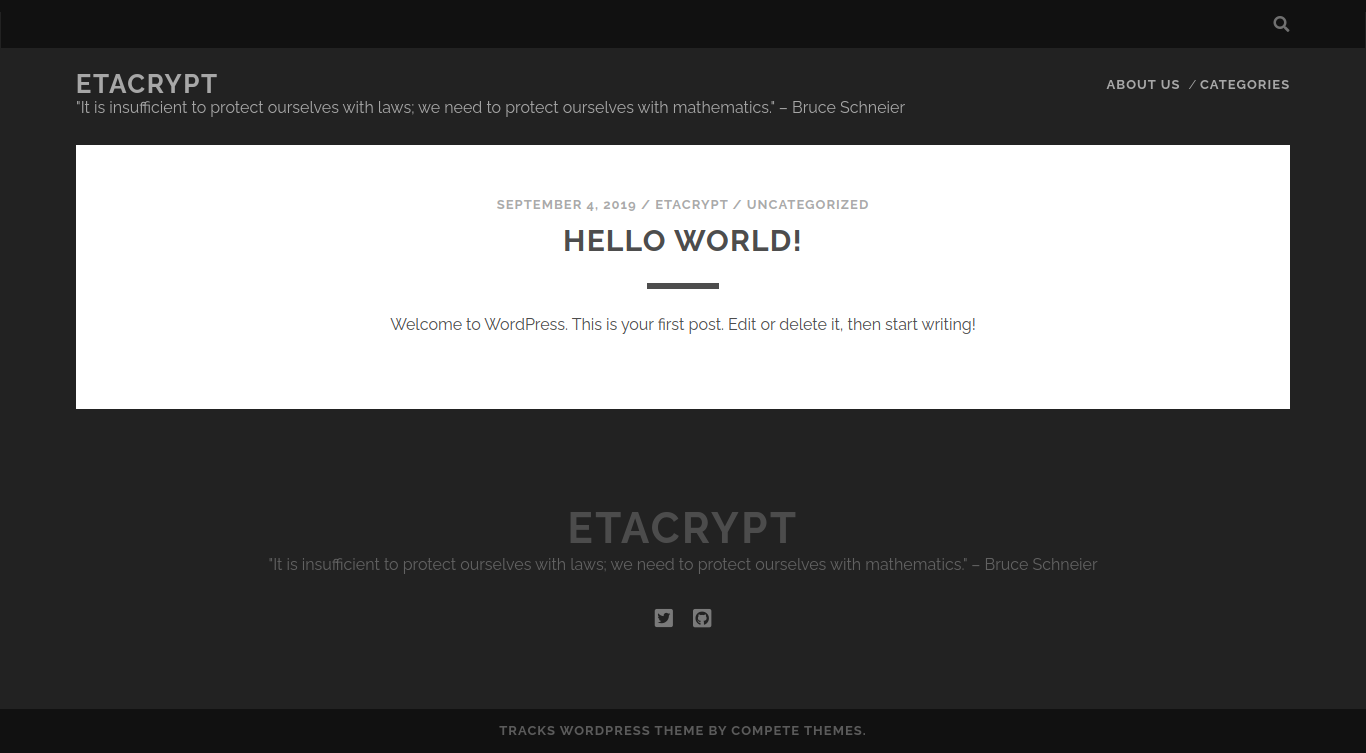 ETACRYPT
"It is insufficient to protect ourselves with laws; we need to protect ourselves with mathematics." – Bruce Schneier
ABOUT US / CATEGORIES
SEPTEMBER 4, 2019 / ETACRYPT / UNCATEGORIZED
HELLO WORLD!
Welcome to WordPress. This is your first post. Edit or delete it, then start writing!
ETACRYPT
"It is insufficient to protect ourselves with laws; we need to protect ourselves with mathematics." – Bruce Schneier
TRACKS WORDPRESS THEME BY COMPETE THEMES.